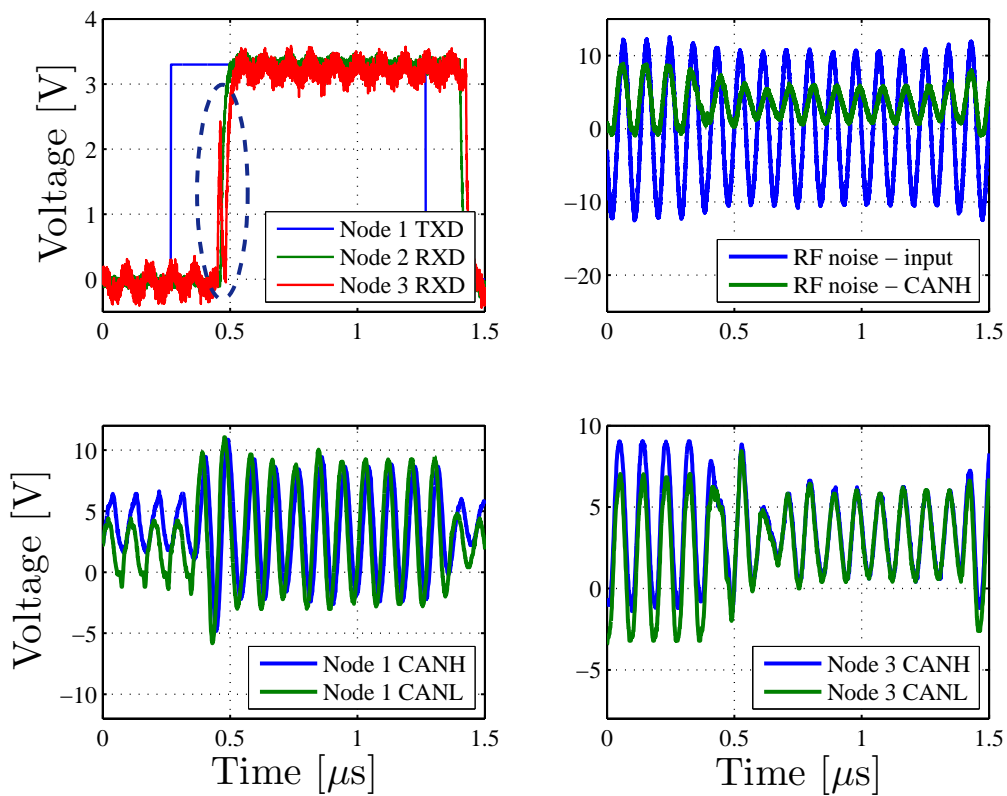 Voltage [V]
4
3
2
1
0
0
0.5
1
1.5
Node 1 TXD
Node 2 RXD
Node 3 RXD
10
0
−10
−20
0
0.5
1
1.5
RF noise − input
RF noise − CANH
Voltage [V]
10
5
0
−5
−10
0
0.5
1
1.5
Node 1 CANH
Node 1 CANL
Time [μs]
10
5
0
−5
0
0.5
1
1.5
Node 3 CANH
Node 3 CANL
Time [μs]